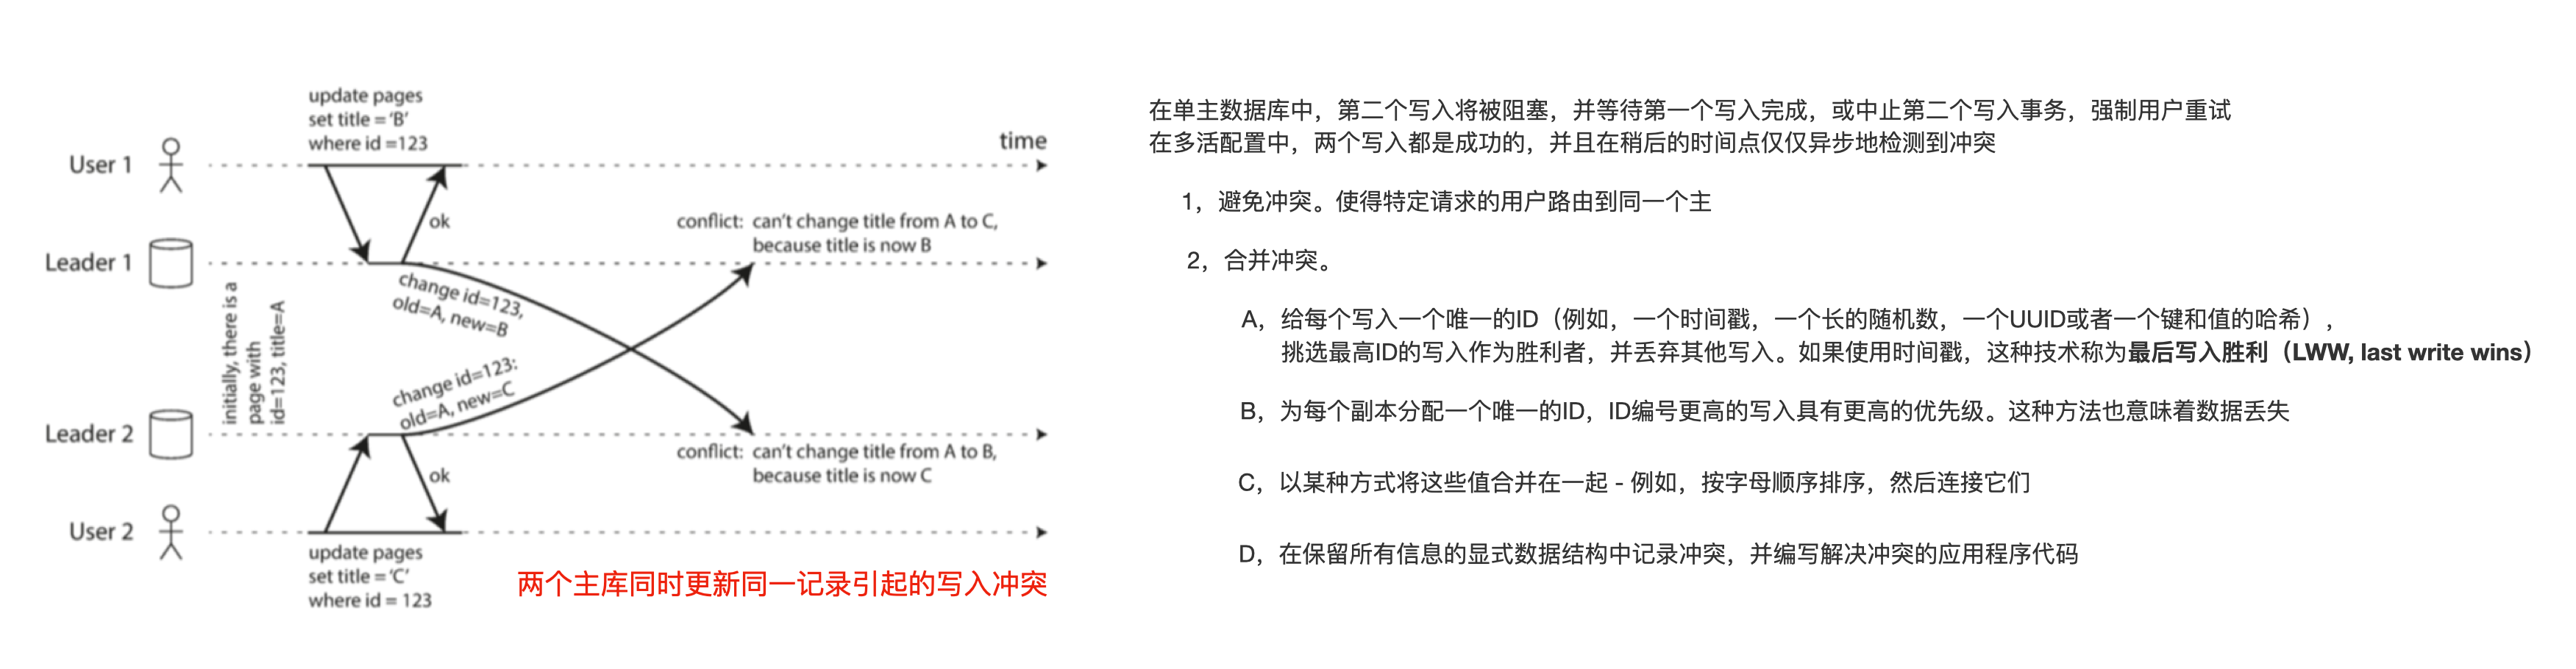 update pages
set title = ‘B’
where id =123
time
User 1
ok
conflict: can’t change title from A to C,
because title is now B
Leader 1
change id=123,
old=A, new=B
initially, there is a
page with
id=123, title=A
change id=123:
old=A, new=C
Leader 2
conflict: can’t change title from A to B,
because title is now C
ok
User 2
update pages
set title = ‘C’
where id = 123
两个主库同时更新同一记录引起的写入冲突
在单主数据库中，第二个写入将被阻塞，并等待第一个写入完成，或中止第二个写入事务，强制用户重试
在多活配置中，两个写入都是成功的，并且在稍后的时间点仅仅异步地检测到冲突
1，避免冲突。使得特定请求的用户路由到同一个主
2，合并冲突。
A，给每个写入一个唯一的ID（例如，一个时间戳，一个长的随机数，一个UUID或者一个键和值的哈希），
挑选最高ID的写入作为胜利者，并丢弃其他写入。如果使用时间戳，这种技术称为最后写入胜利（LWW, last write wins）
B，为每个副本分配一个唯一的ID，ID编号更高的写入具有更高的优先级。这种方法也意味着数据丢失
C，以某种方式将这些值合并在一起 - 例如，按字母顺序排序，然后连接它们
D，在保留所有信息的显式数据结构中记录冲突，并编写解决冲突的应用程序代码